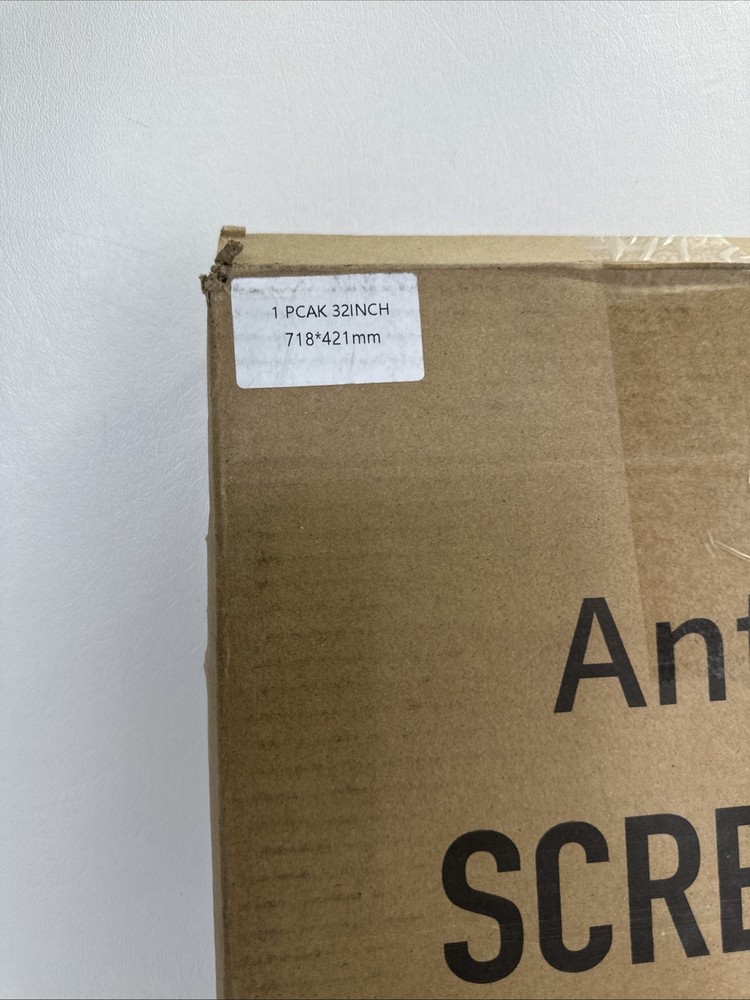 1 PCAK 32INCH
718*421mm
Ant
SCRE